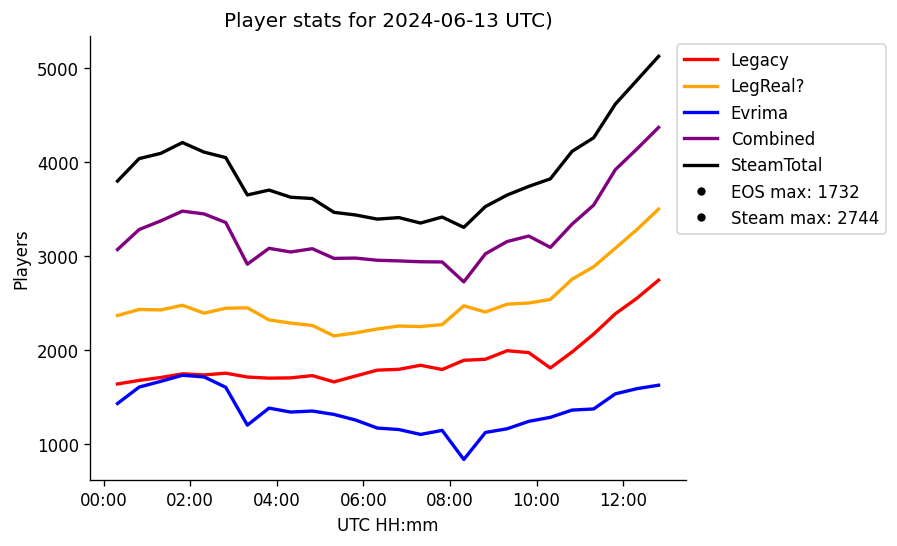 Player stats for 2024-06-13 UTC)
5000
4000
3000
2000
1000
Players
00:00 02:00 04:00 06:00 08:00 10:00 12:00
UTC HH:mm
Legacy
LegReal?
Evrima
Combined
SteamTotal
EOS max: 1732
Steam max: 2744